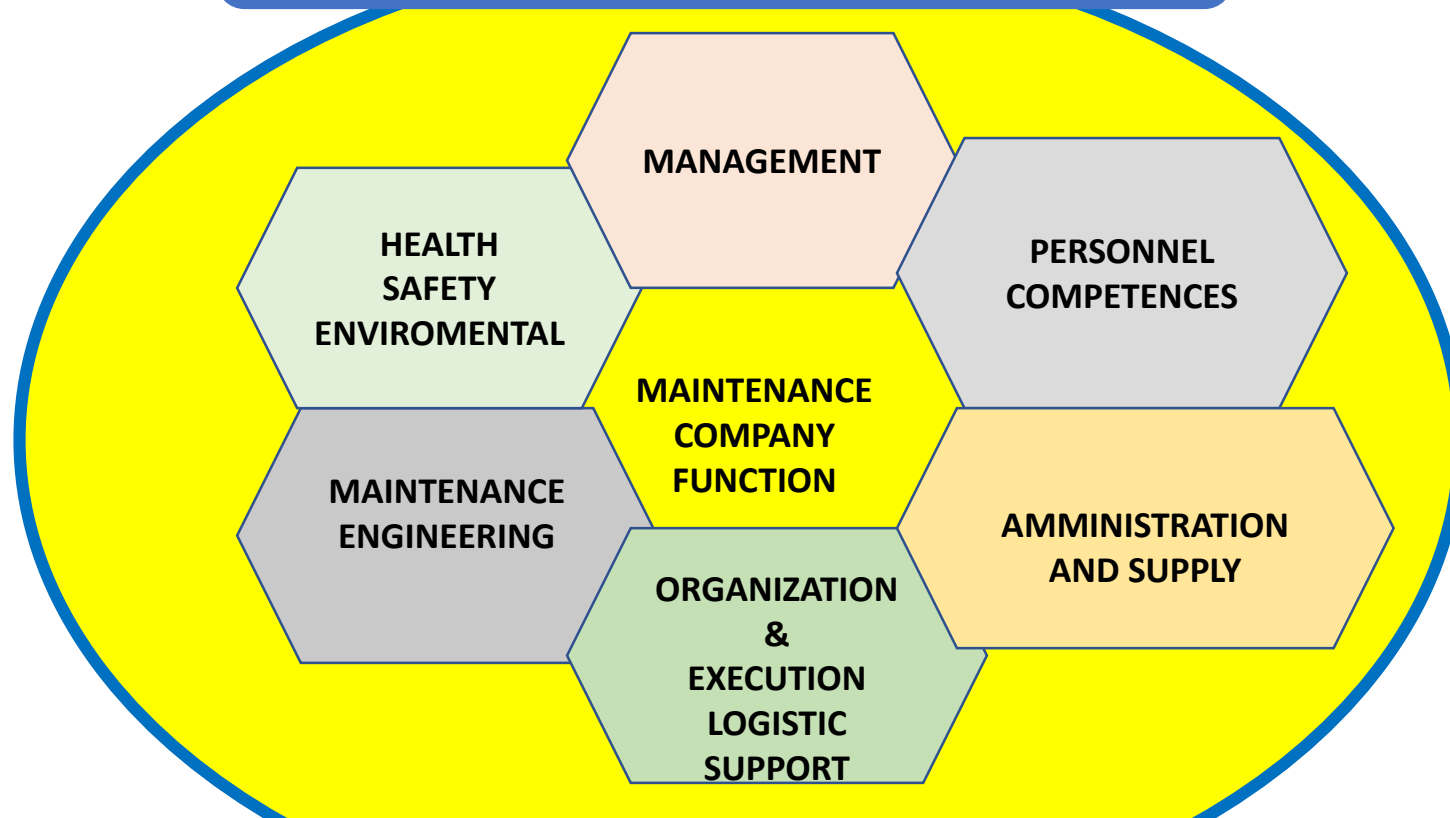 MANAGEMENT
HEALTH
SAFETY
ENVIROMENTAL
PERSONNEL
COMPETENCES
MAINTENANCE
COMPANY
FUNCTION
MAINTENANCE
ENGINEERING
AMMINISTRATION
AND SUPPLY
ORGANIZATION
&
EXECUTION
LOGISTIC
SUPPORT